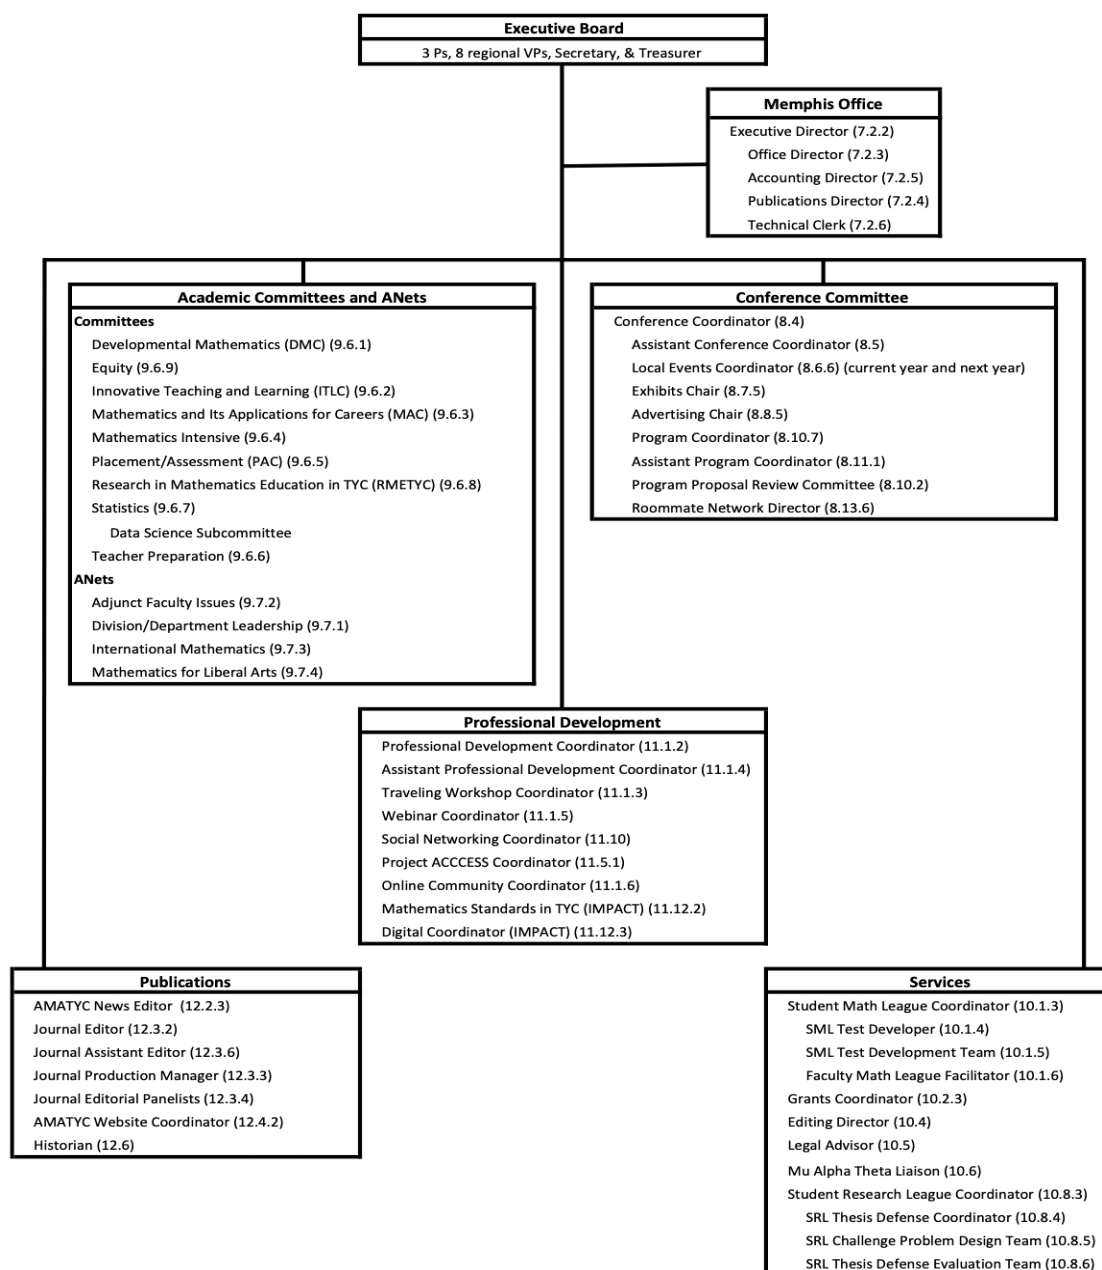 Executive Board
3 Ps, 8 regional VPs, Secretary, & Treasurer
Memphis Office
Executive Director (7.2.2)
Office Director (7.2.3)
Accounting Director (7.2.5)
Publications Director (7.2.4)
Technical Clerk (7.2.6)
Academic Committees and ANets
Committees
Developmental Mathematics (DMC) (9.6.1)
Equity (9.6.9)
Innovative Teaching and Learning (ITLC) (9.6.2)
Mathematics and Its Applications for Careers (MAC) (9.6.3)
Mathematics Intensive (9.6.4)
Placement/Assessment (PAC) (9.6.5)
Research in Mathematics Education in TYC (RMETYC) (9.6.8)
Statistics (9.6.7)
Data Science Subcommittee
Teacher Preparation (9.6.6)
ANets
Adjunct Faculty Issues (9.7.2)
Division/Department Leadership (9.7.1)
International Mathematics (9.7.3)
Mathematics for Liberal Arts (9.7.4)
Conference Committee
Conference Coordinator (8.4)
Assistant Conference Coordinator (8.5)
Local Events Coordinator (8.6.6) (current year and next year)
Exhibits Chair (8.7.5)
Advertising Chair (8.8.5)
Program Coordinator (8.10.7)
Assistant Program Coordinator (8.11.1)
Program Proposal Review Committee (8.10.2)
Roommate Network Director (8.13.6)
Professional Development
Professional Development Coordinator (11.1.2)
Assistant Professional Development Coordinator (11.1.4)
Traveling Workshop Coordinator (11.1.3)
Webinar Coordinator (11.1.5)
Social Networking Coordinator (11.10)
Project ACCCESS Coordinator (11.5.1)
Online Community Coordinator (11.1.6)
Mathematics Standards in TYC (IMPACT) (11.12.2)
Digital Coordinator (IMPACT) (11.12.3)
Publications
AMATYC News Editor (12.2.3)
Journal Editor (12.3.2)
Journal Assistant Editor (12.3.6)
Journal Production Manager (12.3.3)
Journal Editorial Panelists (12.3.4)
AMATYC Website Coordinator (12.4.2)
Historian (12.6)
Services
Student Math League Coordinator (10.1.3)
SML Test Developer (10.1.4)
SML Test Development Team (10.1.5)
Faculty Math League Facilitator (10.1.6)
Grants Coordinator (10.2.3)
Editing Director (10.4)
Legal Advisor (10.5)
Mu Alpha Theta Liaison (10.6)
Student Research League Coordinator (10.8.3)
SRL Thesis Defense Coordinator (10.8.4)
SRL Challenge Problem Design Team (10.8.5)
SRL Thesis Defense Evaluation Team (10.8.6)